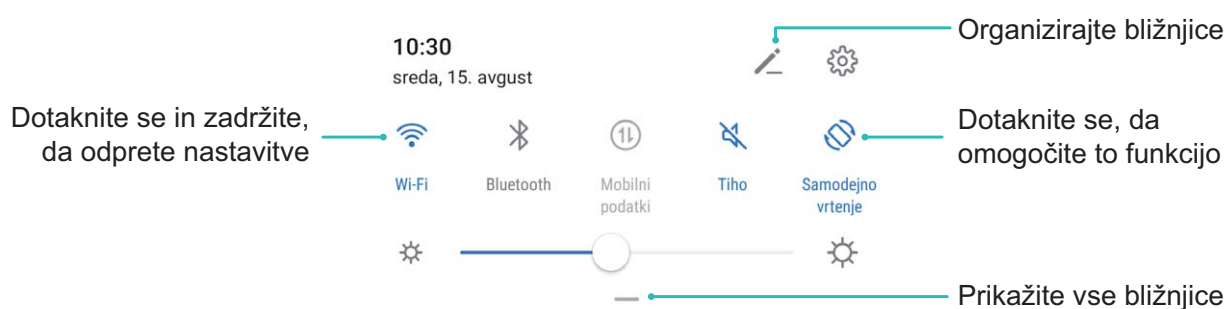 Organizirajte bližnjice
10:30
sreda, 15. avgust
Dotaknite se in zadržite,
da odprete nastavitve
Dotaknite se, da
omogočite to funkcijo
Wi-Fi
Bluetooth
Mobilni
podatki
Tiho
Samodejno
vrtenje
Prikažite vse bližnjice